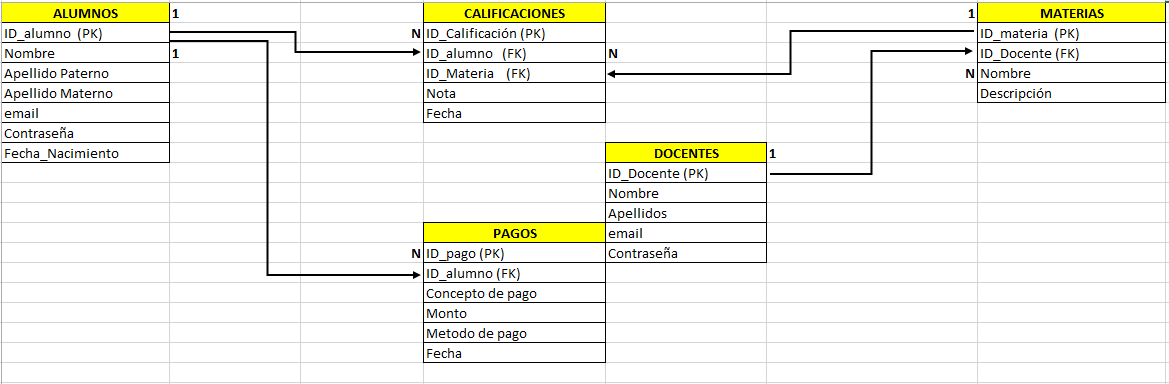 ALUMNOS 1
ID_alumno (PK)
Nombre 1
Apellido Paterno
Apellido Materno
email
Contraseña
Fecha_Nacimiento
CALIFICACIONES
N ID_Calificación (PK)
ID_alumno (FK) N
ID_Materia (FK)
Nota
Fecha
1 MATERIAS
ID_materia (PK)
ID_Docente (FK)
N Nombre
Descripción
DOCENTES 1
ID_Docente (PK)
Nombre
Apellidos
email
Contraseña
PAGOS
N ID_pago (PK)
ID_alumno (FK)
Concepto de pago
Monto
Metodo de pago
Fecha